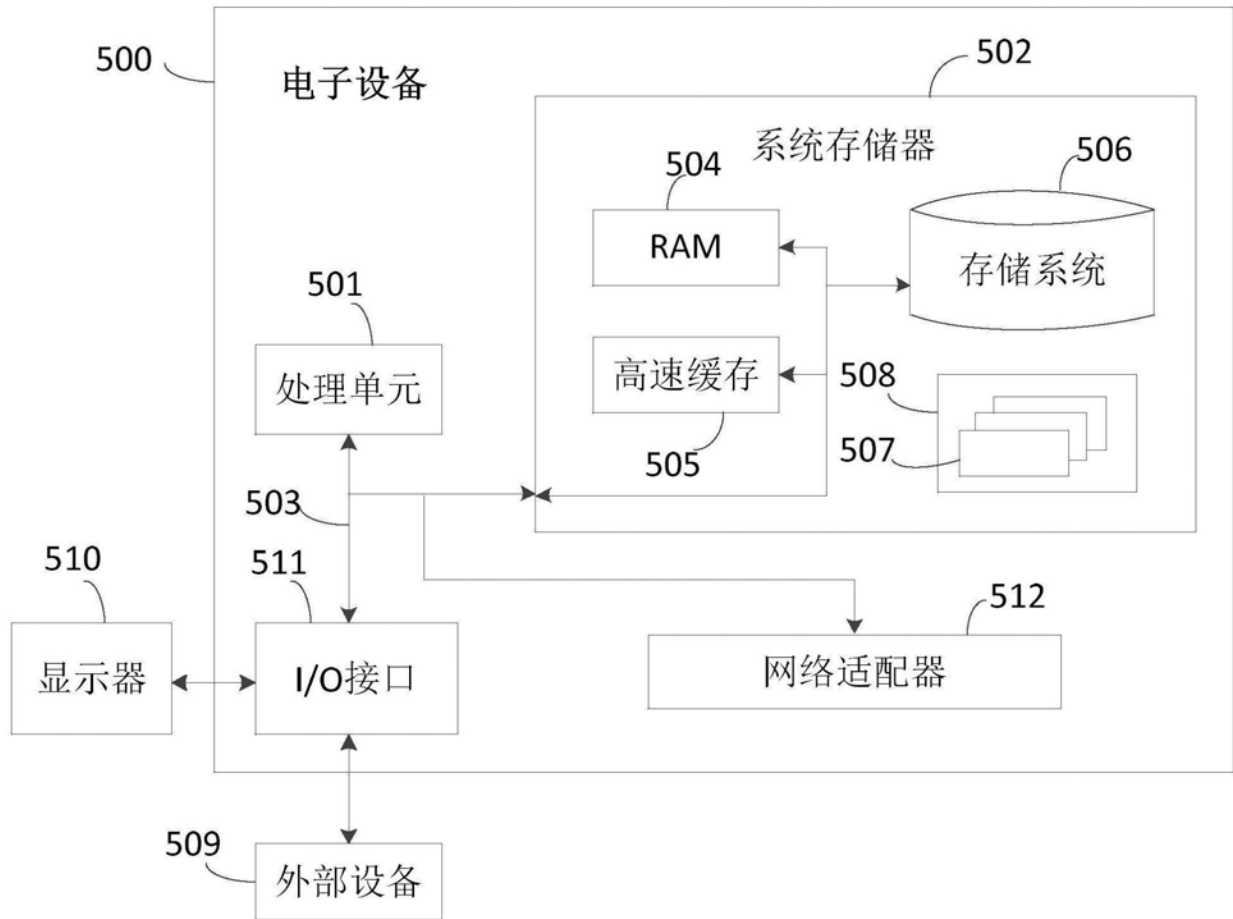 500
电子设备
502
系统存储器
504
506
RAM
存储系统
501
处理单元
高速缓存
508
507
505
503
510
511
512
显示器
I/O接口
网络适配器
509
外部设备